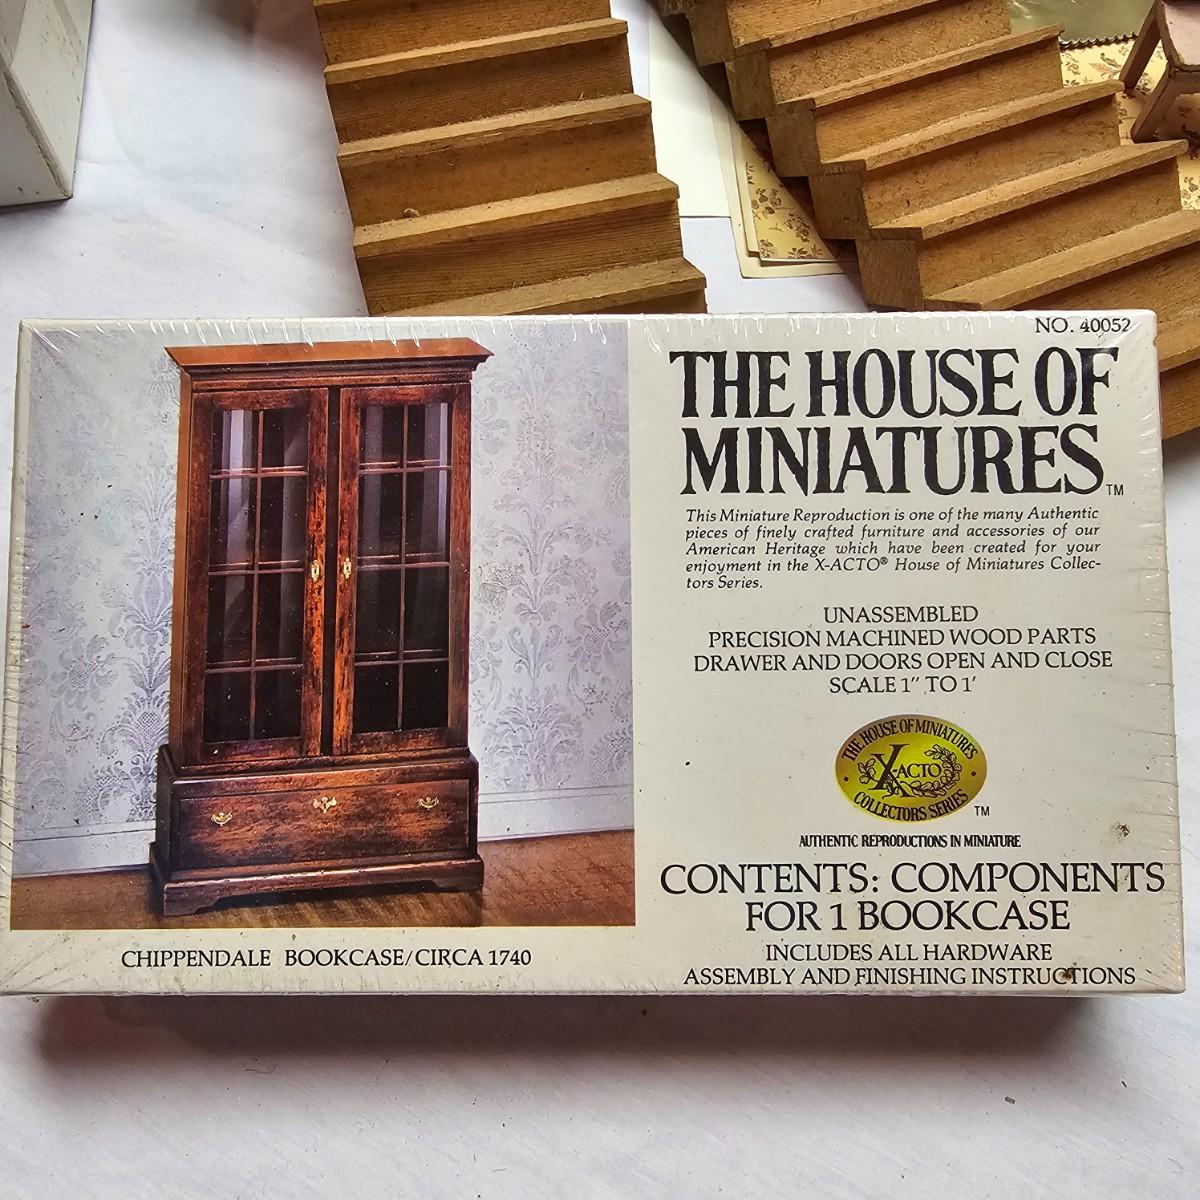 NO. 40052
THE HOUSE OF
MINIATURES™
This Miniature Reproduction is one of the many Authentic
pieces of finely crafted furniture and accessories of our
American Heritage which have been created for your
enjoyment in the X-ACTO® House of Miniatures Collec-
tors Series.
UNASSEMBLED
PRECISION MACHINED WOOD PARTS
DRAWER AND DOORS OPEN AND CLOSE
SCALE 1" TO 1'
THE HOUSE OF MINIATURES
X-ACTO
COLLECTORS SERIES
TM
AUTHENTIC REPRODUCTIONS IN MINIATURE
CONTENTS: COMPONENTS
FOR 1 BOOKCASE
INCLUDES ALL HARDWARE
ASSEMBLY AND FINISHING INSTRUCTIONS
CHIPPENDALE BOOKCASE/CIRCA 1740